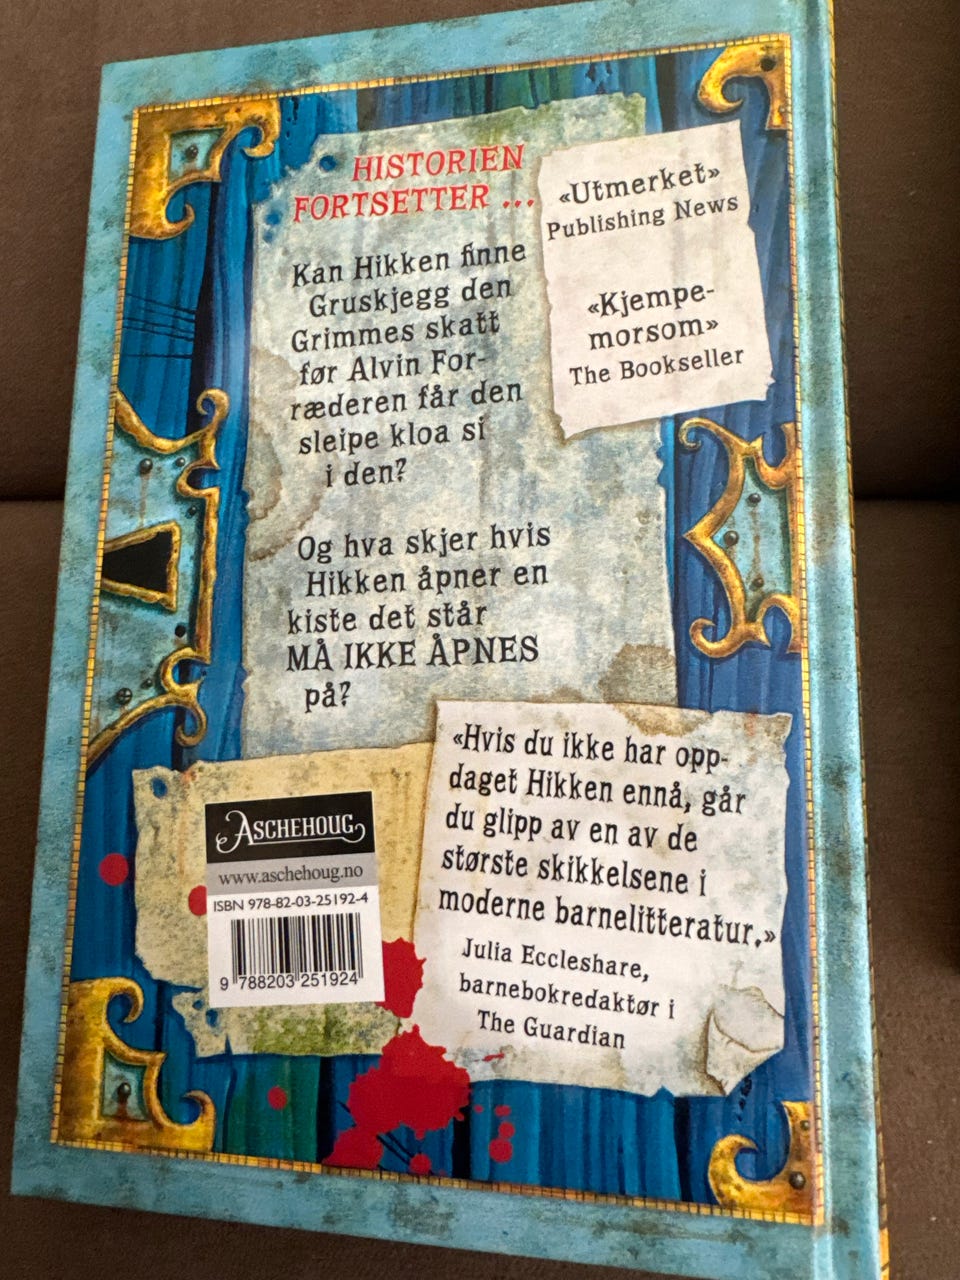 HISTORIEN
FORTSETTER ...
Kan Hikken finne
Gruskjegg den
Grimmes skatt
før Alvin For-
ræderen får den
sleipe kloa si
i den?
Og hva skjer hvis
Hikken åpner en
kiste det står
MÅ IKKE ÅPNES
på?
«Utmerket»
Publishing News
«Kjempe-
morsom»
The Bookseller
«Hvis du ikke har opp-
daget Hikken ennå, går
du glipp av en av de
største skikkelsene i
moderne barnelitteratur.»
Julia Eccleshare,
barnebokredaktør i
The Guardian
ASCHEHOUG
www.aschehoug.no
ISBN 978-82-03-25192-4
9 788203 251924